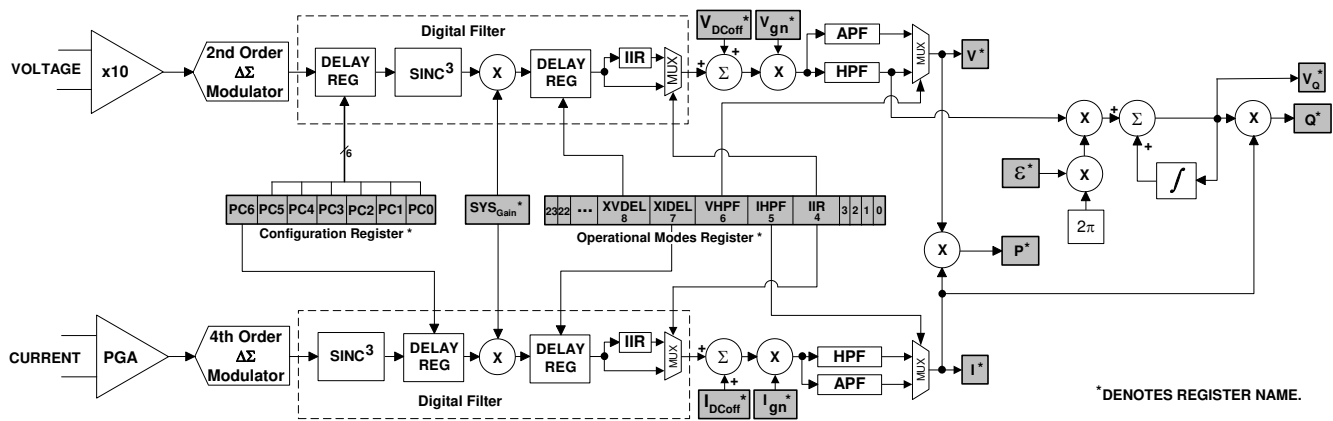 VOLTAGE
x10
2nd Order
ΔΣ
Modulator
Digital Filter
DELAY
REG
SINC3
X
DELAY
REG
IIR
MUX
VDCoff*
+
+
Σ
Vgn*
X
APF
HPF
MUX
V*
VQ*
X
+
Σ
+
X
Q*
∫
ε*
X
2π
6
PC6 PC5 PC4 PC3 PC2 PC1 PC0
Configuration Register *
SYSGain*
23 22 ... XVDEL 8 XIDEL 7 VHPF 6 IHPF 5 IIR 4 3 2 1 0
Operational Modes Register *
X
P*
CURRENT
PGA
4th Order
ΔΣ
Modulator
SINC3
DELAY
REG
X
DELAY
REG
IIR
MUX
Digital Filter
+
Σ
+
IDCoff*
X
Ign*
HPF
APF
MUX
I*
*DENOTES REGISTER NAME.